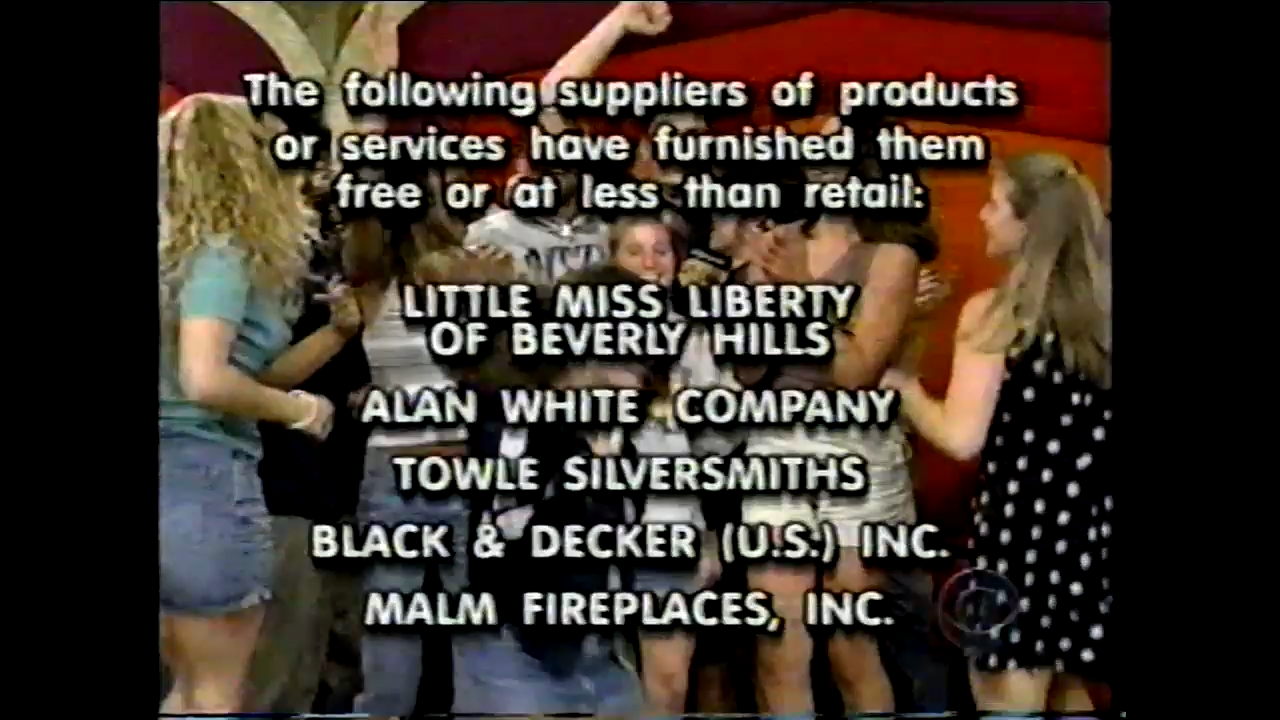 The following suppliers of products
or services have furnished them
free or at less than retail:
LITTLE MISS LIBERTY
OF BEVERLY HILLS
ALAN WHITE COMPANY
TOWLE SILVERSMITHS
BLACK & DECKER (U.S.) INC.
MALM FIREPLACES, INC.